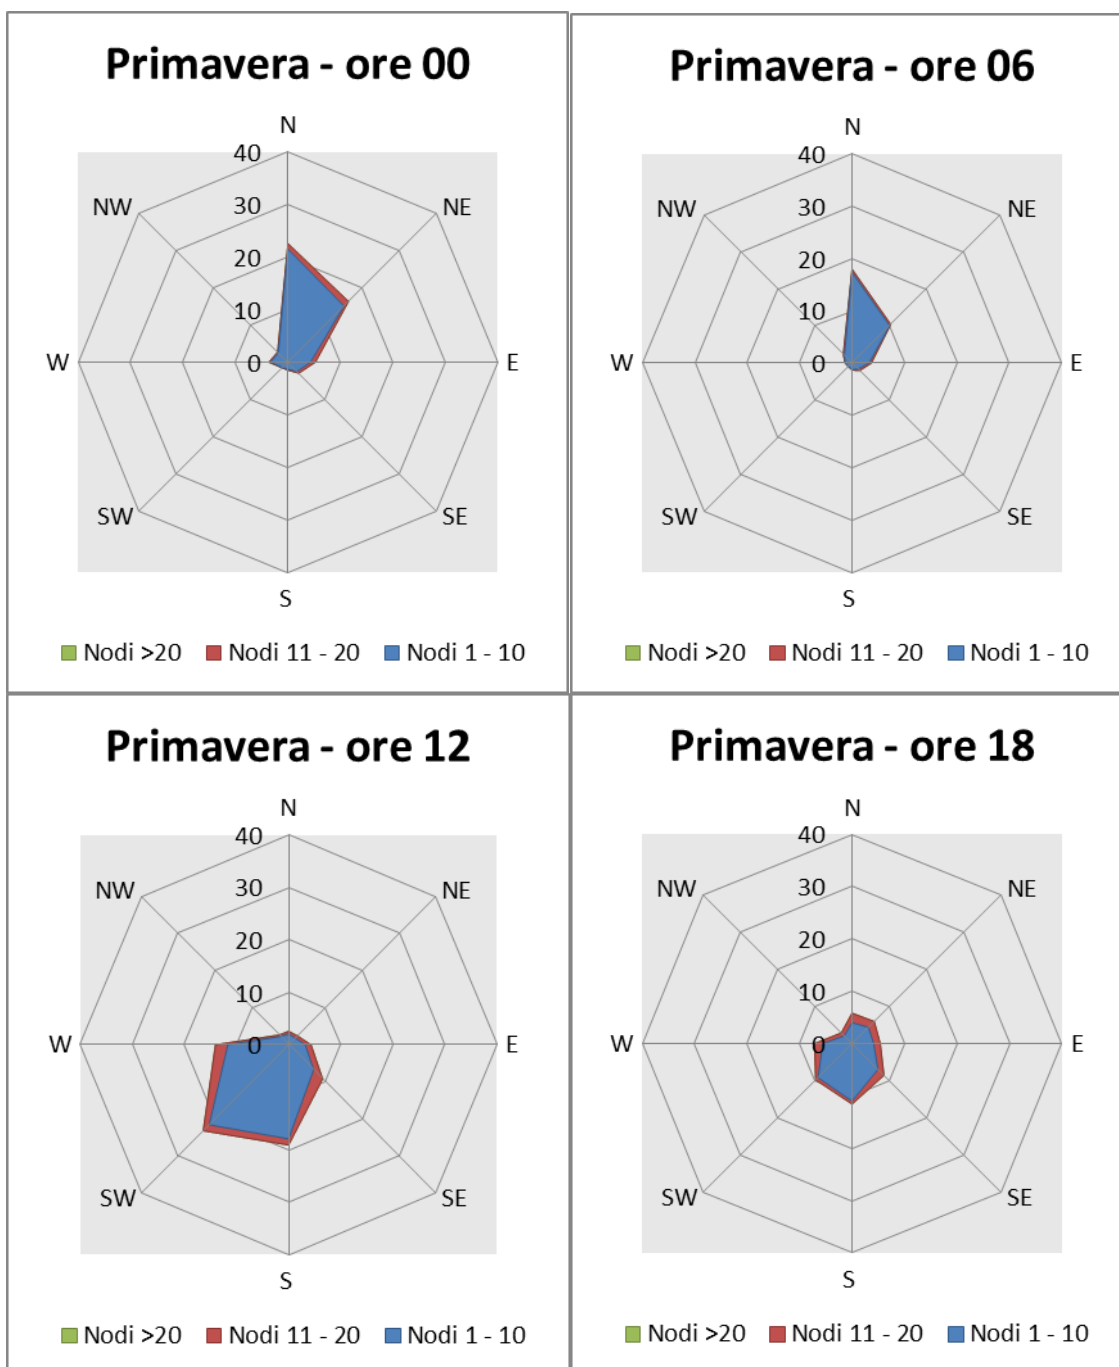 Primavera - ore 00
N
40
NW
NE
30
20
10
W
0
E
SW
SE
S
Nodi >20 Nodi 11 - 20 Nodi 1 - 10
Primavera - ore 06
N
40
NW
NE
30
20
10
W
0
E
SW
SE
S
Nodi >20 Nodi 11 - 20 Nodi 1 - 10
Primavera - ore 12
N
40
NW
NE
30
20
10
W
0
E
SW
SE
S
Nodi >20 Nodi 11 - 20 Nodi 1 - 10
Primavera - ore 18
N
40
NW
NE
30
20
10
W
0
E
SW
SE
S
Nodi >20 Nodi 11 - 20 Nodi 1 - 10